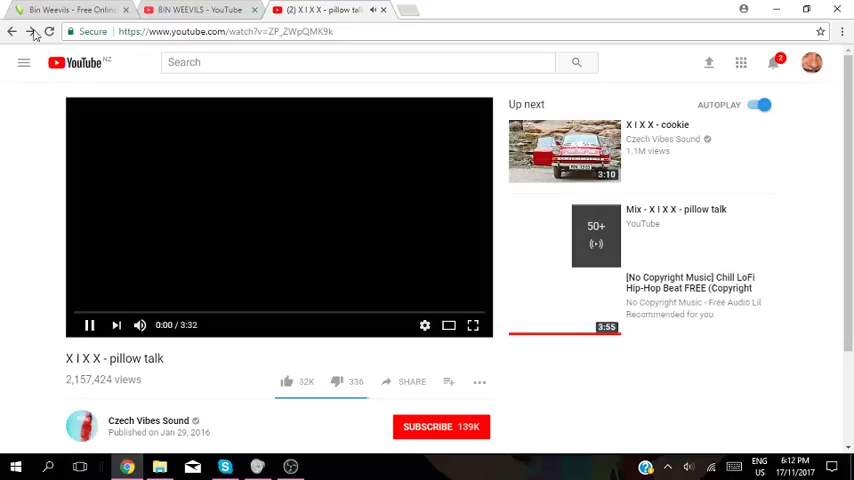 Bin Weevils - Free Online
BIN WEEVILS - YouTube
(2) X I X X - pillow talk
Secure
https://www.youtube.com/watch?v=ZP_ZWpQMK9k
YouTube NZ
Search
2
Up next
AUTOPLAY
X I X X - cookie
Czech Vibes Sound
1.1M views
3:10
Mix - X I X X - pillow talk
YouTube
50+
[No Copyright Music] Chill LoFi
Hip-Hop Beat FREE (Copyright
No Copyright Music - Free Audio Lil
Recommended for you
3:55
0:00 / 3:32
X I X X - pillow talk
2,157,424 views
32K
336
SHARE
Czech Vibes Sound
Published on Jan 29, 2016
SUBSCRIBE 139K
ENG
US
6:12 PM
17/11/2017